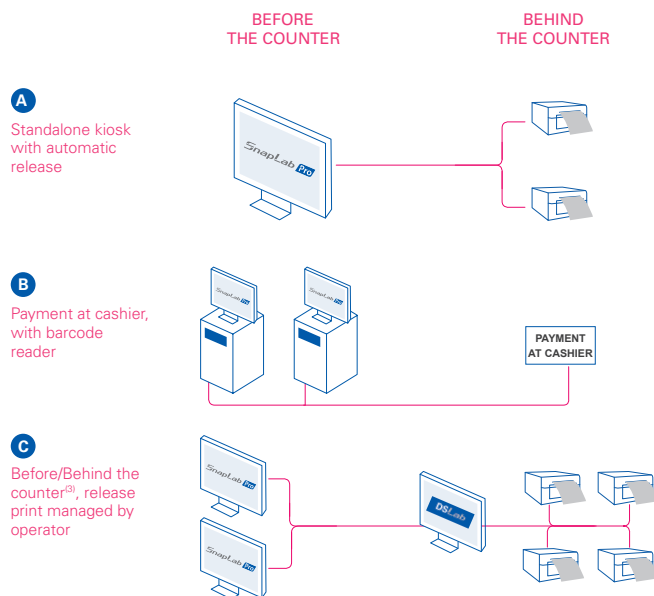 BEFORE
THE COUNTER
BEHIND
THE COUNTER
A
Standalone kiosk
with automatic
release
SnapLab Pro
B
Payment at cashier,
with barcode
reader
SnapLab Pro
SnapLab Pro
PAYMENT
AT CASHIER
C
Before/Behind the
counter(3), release
print managed by
operator
SnapLab Pro
SnapLab Pro
DSLab